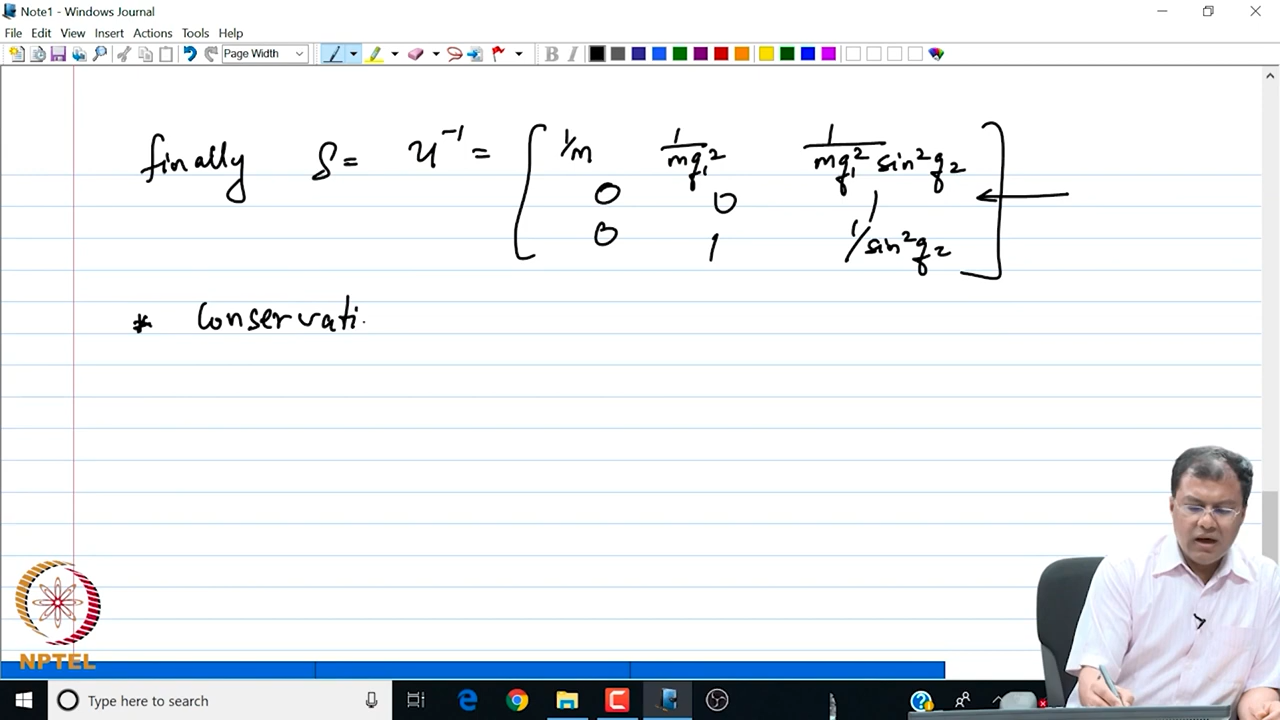 Note1 - Windows Journal
File Edit View Insert Actions Tools Help
Page Width
B I
finally S = U⁻¹ = [ 1/m 1/mq₁² 1/mq₁² sin²q₂
0 0 1
0 1 1/sin²q₂ ] ←
* Conservati
NPTEL
Type here to search